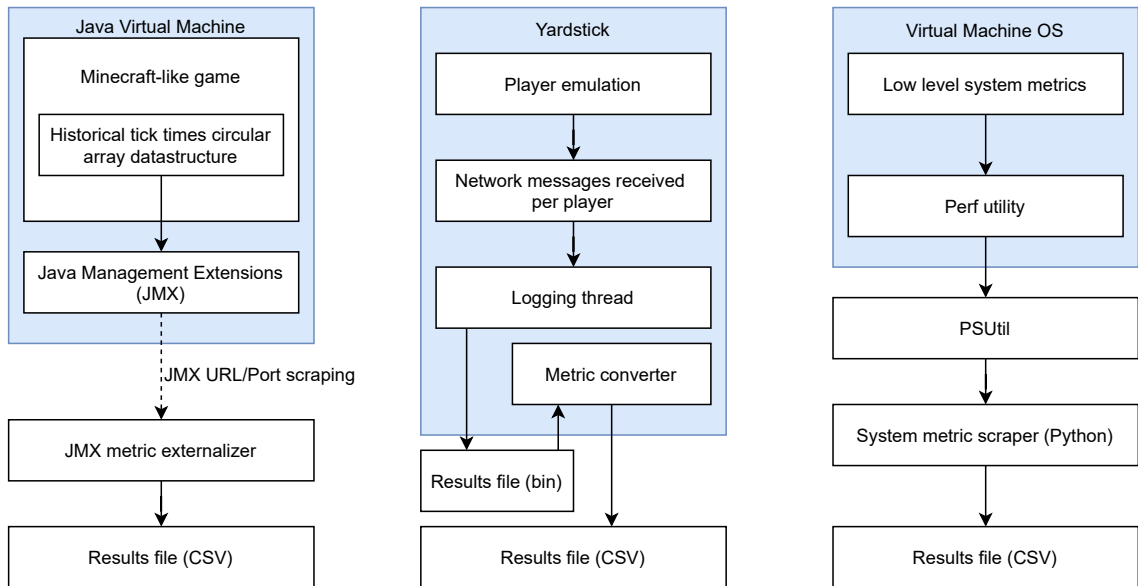 Java Virtual Machine
Minecraft-like game
Historical tick times circular
array datastructure
Java Management Extensions
(JMX)
JMX URL/Port scraping
JMX metric externalizer
Results file (CSV)
Yardstick
Player emulation
Network messages received
per player
Logging thread
Metric converter
Results file (bin)
Results file (CSV)
Virtual Machine OS
Low level system metrics
Perf utility
PSUtil
System metric scraper (Python)
Results file (CSV)